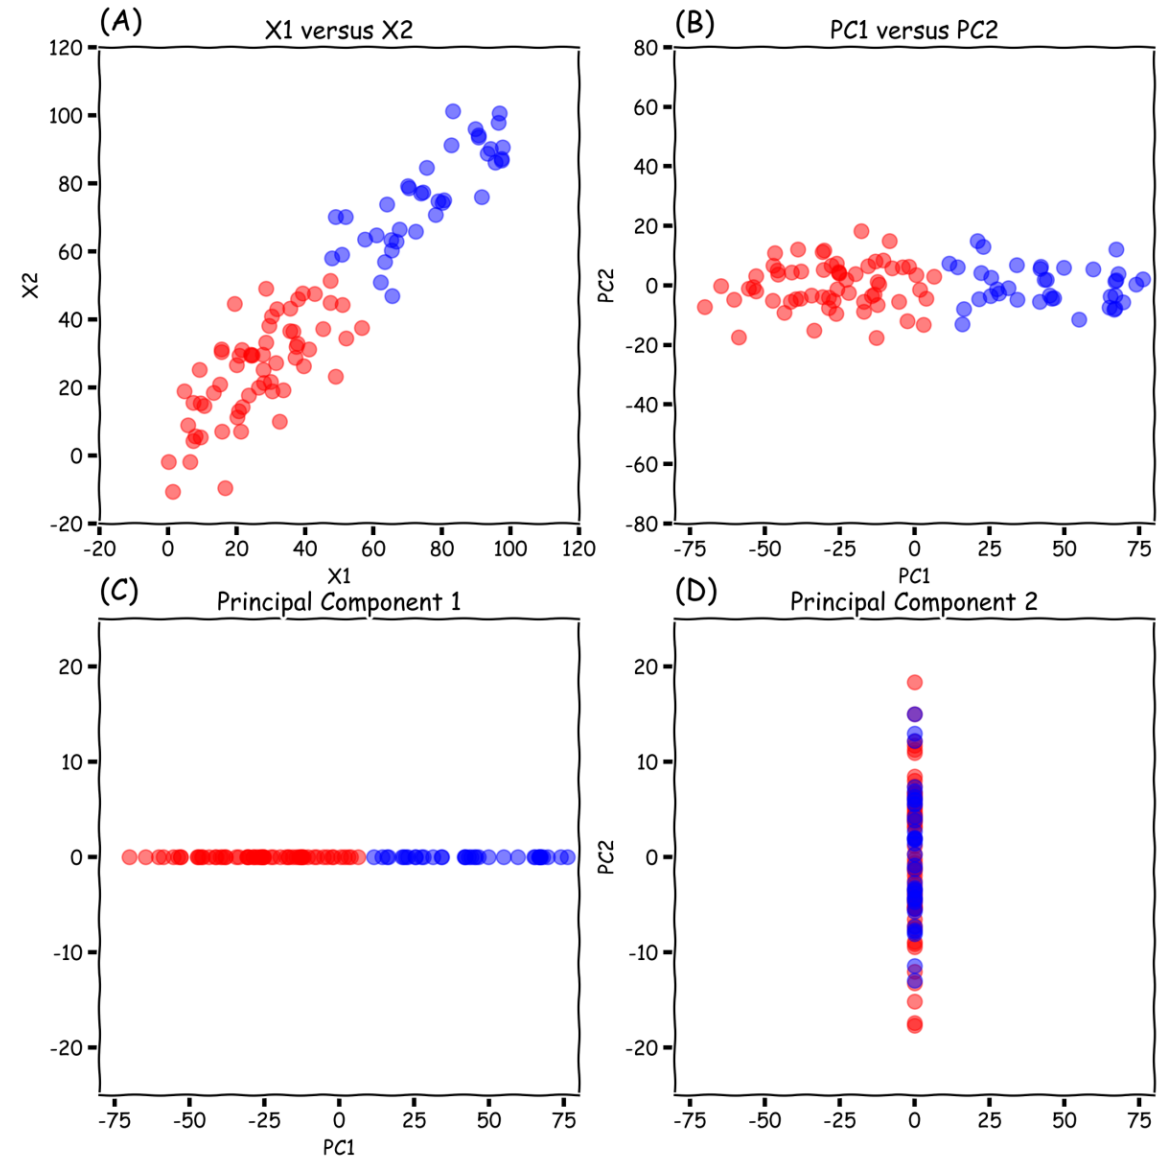 (A)
X1 versus X2
120
100
80
60
40
20
0
-20
X2
-20 0 20 40 60 80 100 120
X1
(B)
PC1 versus PC2
80
60
40
20
0
-20
-40
-60
-80
PC2
-75 -50 -25 0 25 50 75
PC1
(C)
Principal Component 1
20
10
0
-10
-20
-75 -50 -25 0 25 50 75
PC1
(D)
Principal Component 2
20
10
0
-10
-20
PC2
-75 -50 -25 0 25 50 75